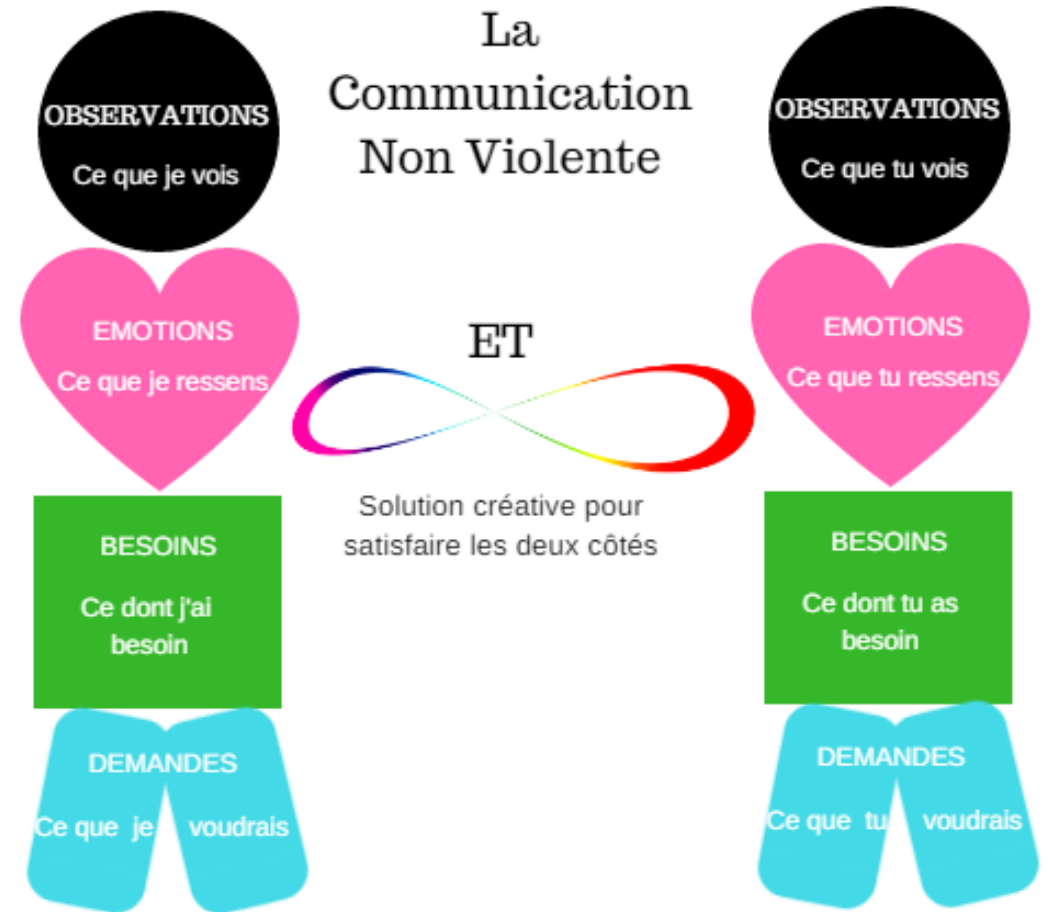 La
Communication
Non Violente
OBSERVATIONS
Ce que je vois
EMOTIONS
Ce que je ressens
BESOINS
Ce dont j'ai
besoin
DEMANDES
Ce que je voudrais
ET
Solution créative pour
satisfaire les deux côtés
OBSERVATIONS
Ce que tu vois
EMOTIONS
Ce que tu ressens
BESOINS
Ce dont tu as
besoin
DEMANDES
Ce que tu voudrais